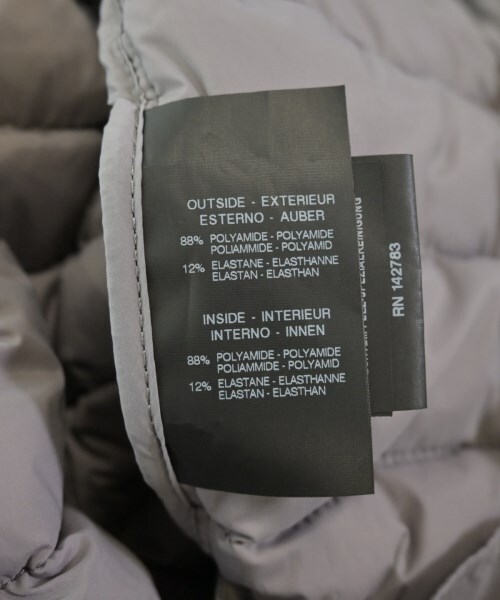 OUTSIDE - EXTERIEUR
ESTERNO - AUBER
88% POLYAMIDE - POLYAMIDE
POLIAMMIDE - POLYAMID
12% ELASTANE - ELASTHANNE
ELASTAN - ELASTHAN
INSIDE - INTERIEUR
INTERNO - INNEN
88% POLYAMIDE - POLYAMIDE
POLIAMMIDE - POLYAMID
12% ELASTANE - ELASTHANNE
ELASTAN - ELASTHAN
RN 142783